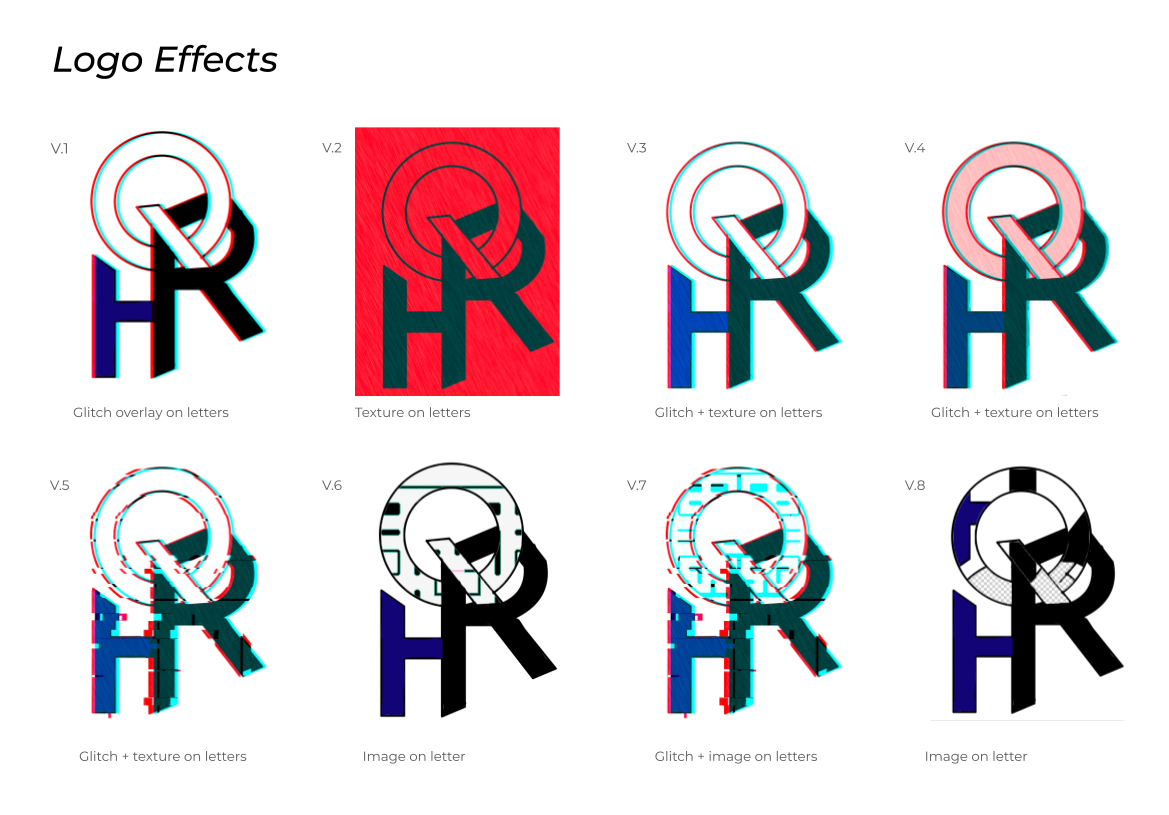 Logo Effects
V.1
V.2
V.3
V.4
Glitch overlay on letters
Texture on letters
Glitch + texture on letters
Glitch + texture on letters
V.5
V.6
V.7
V.8
Glitch + texture on letters
Image on letter
Glitch + image on letters
Image on letter